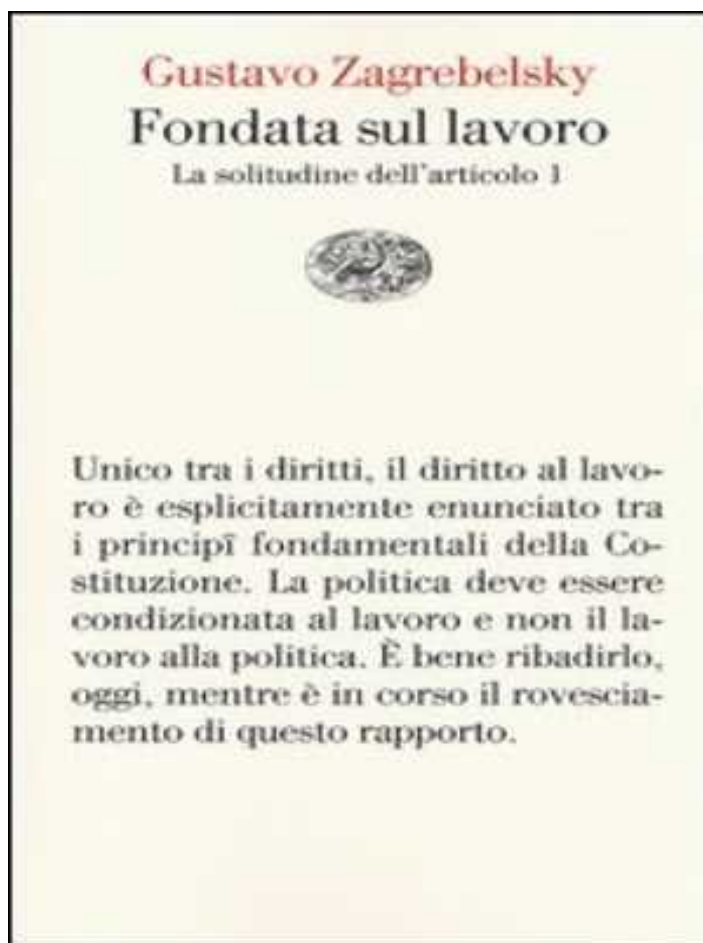 Gustavo Zagrebelsky
Fondata sul lavoro
La solitudine dell'articolo 1
Unico tra i diritti, il diritto al lavo-
ro è esplicitamente enunciato tra
i principî fondamentali della Co-
stituzione. La politica deve essere
condizionata al lavoro e non il la-
voro alla politica. È bene ribadirlo,
oggi, mentre è in corso il rovescia-
mento di questo rapporto.